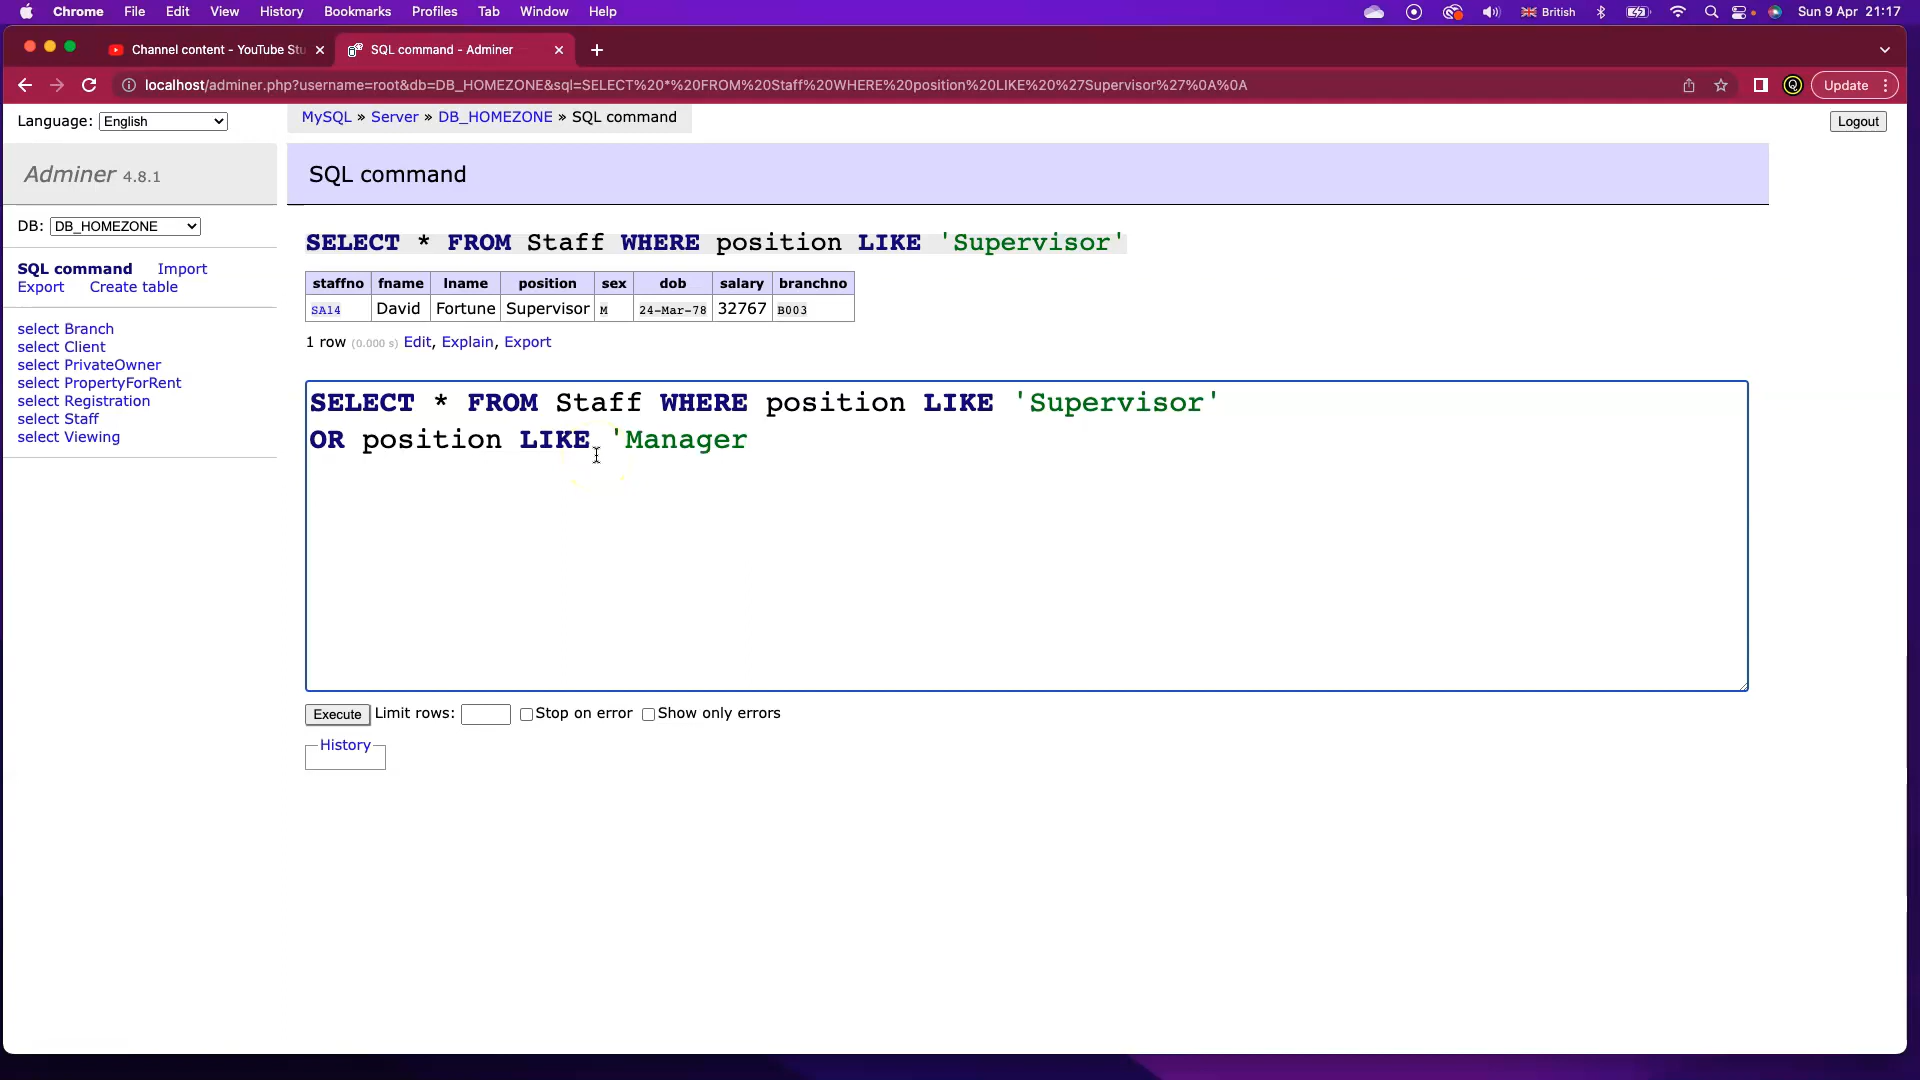 Chrome File Edit View History Bookmarks Profiles Tab Window Help British Sun 9 Apr 21:17
Channel content - YouTube Stu SQL command - Adminer
localhost/adminer.php?username=root&db=DB_HOMEZONE&sql=SELECT%20*%20FROM%20Staff%20WHERE%20position%20LIKE%20%27Supervisor%27%0A%0A Update
Language: English
MySQL » Server » DB_HOMEZONE » SQL command
Logout
Adminer 4.8.1
SQL command
DB: DB_HOMEZONE
SQL command Import
Export Create table
select Branch
select Client
select PrivateOwner
select PropertyForRent
select Registration
select Staff
select Viewing
SELECT * FROM Staff WHERE position LIKE 'Supervisor'
staffno fname lname position sex dob salary branchno
SA14 David Fortune Supervisor M 24-Mar-78 32767 B003
1 row (0.000 s) Edit, Explain, Export
SELECT * FROM Staff WHERE position LIKE 'Supervisor'
OR position LIKE 'Manager
Execute Limit rows: Stop on error Show only errors
History